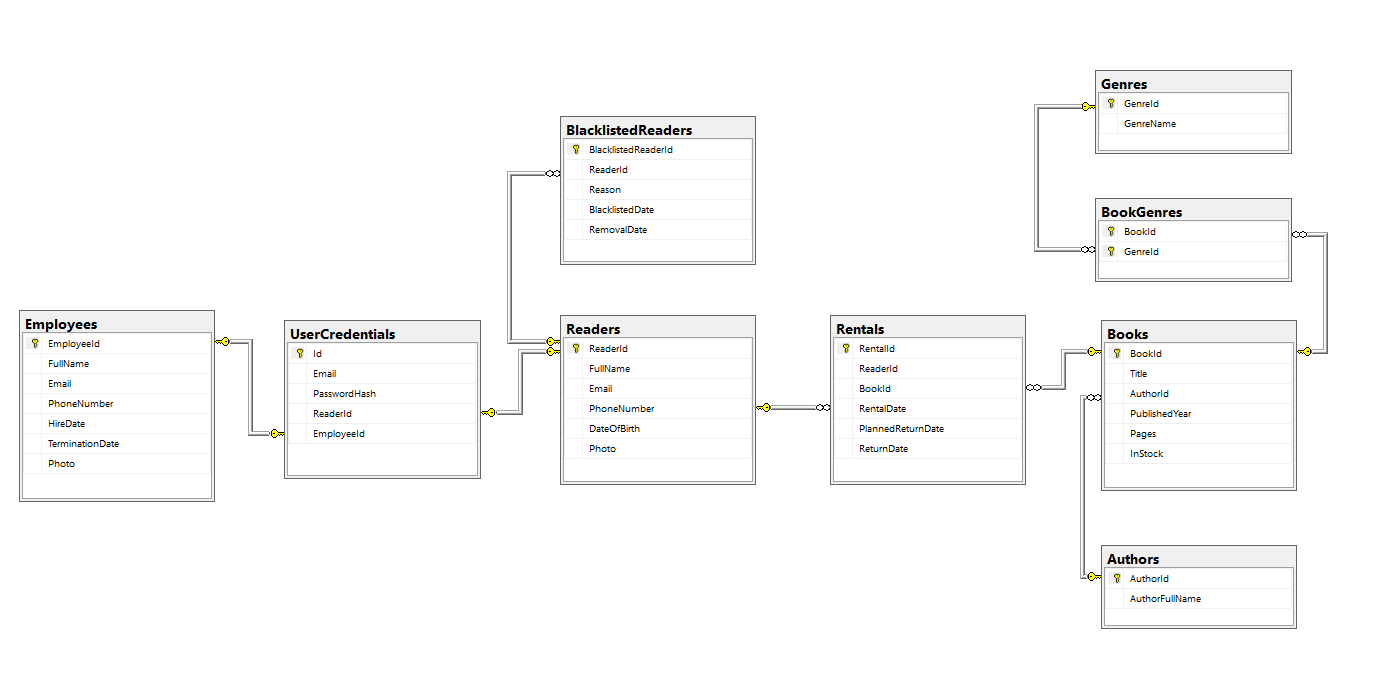 Genres
GenreId
GenreName
BlacklistedReaders
BlacklistedReaderId
ReaderId
Reason
BlacklistedDate
RemovalDate
BookGenres
BookId
GenreId
Employees
EmployeeId
FullName
Email
PhoneNumber
HireDate
TerminationDate
Photo
UserCredentials
Id
Email
PasswordHash
ReaderId
EmployeeId
Readers
ReaderId
FullName
Email
PhoneNumber
DateOfBirth
Photo
Rentals
RentalId
ReaderId
BookId
RentalDate
PlannedReturnDate
ReturnDate
Books
BookId
Title
AuthorId
PublishedYear
Pages
InStock
Authors
AuthorId
AuthorFullName